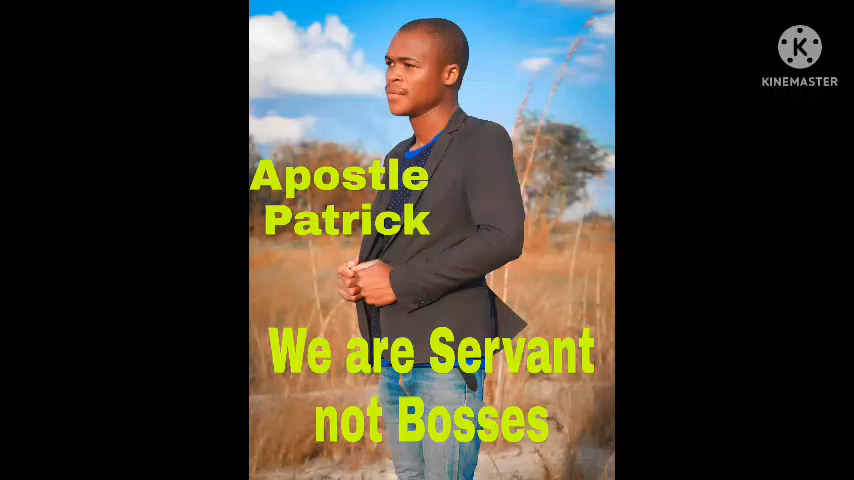 KINEMASTER
Apostle
Patrick
We are Servant
not Bosses